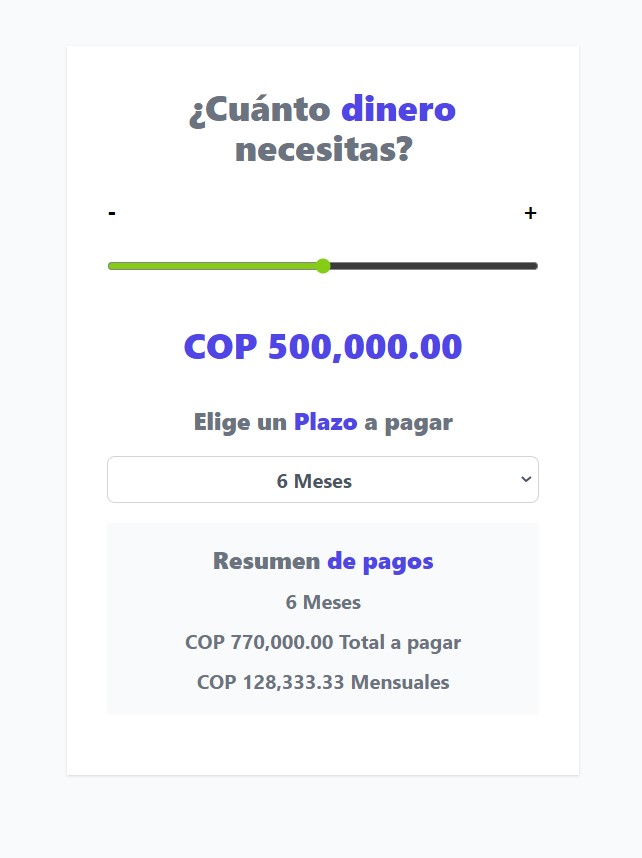 ¿Cuánto dinero
necesitas?
- +
COP 500,000.00
Elige un Plazo a pagar
6 Meses
Resumen de pagos
6 Meses
COP 770,000.00 Total a pagar
COP 128,333.33 Mensuales